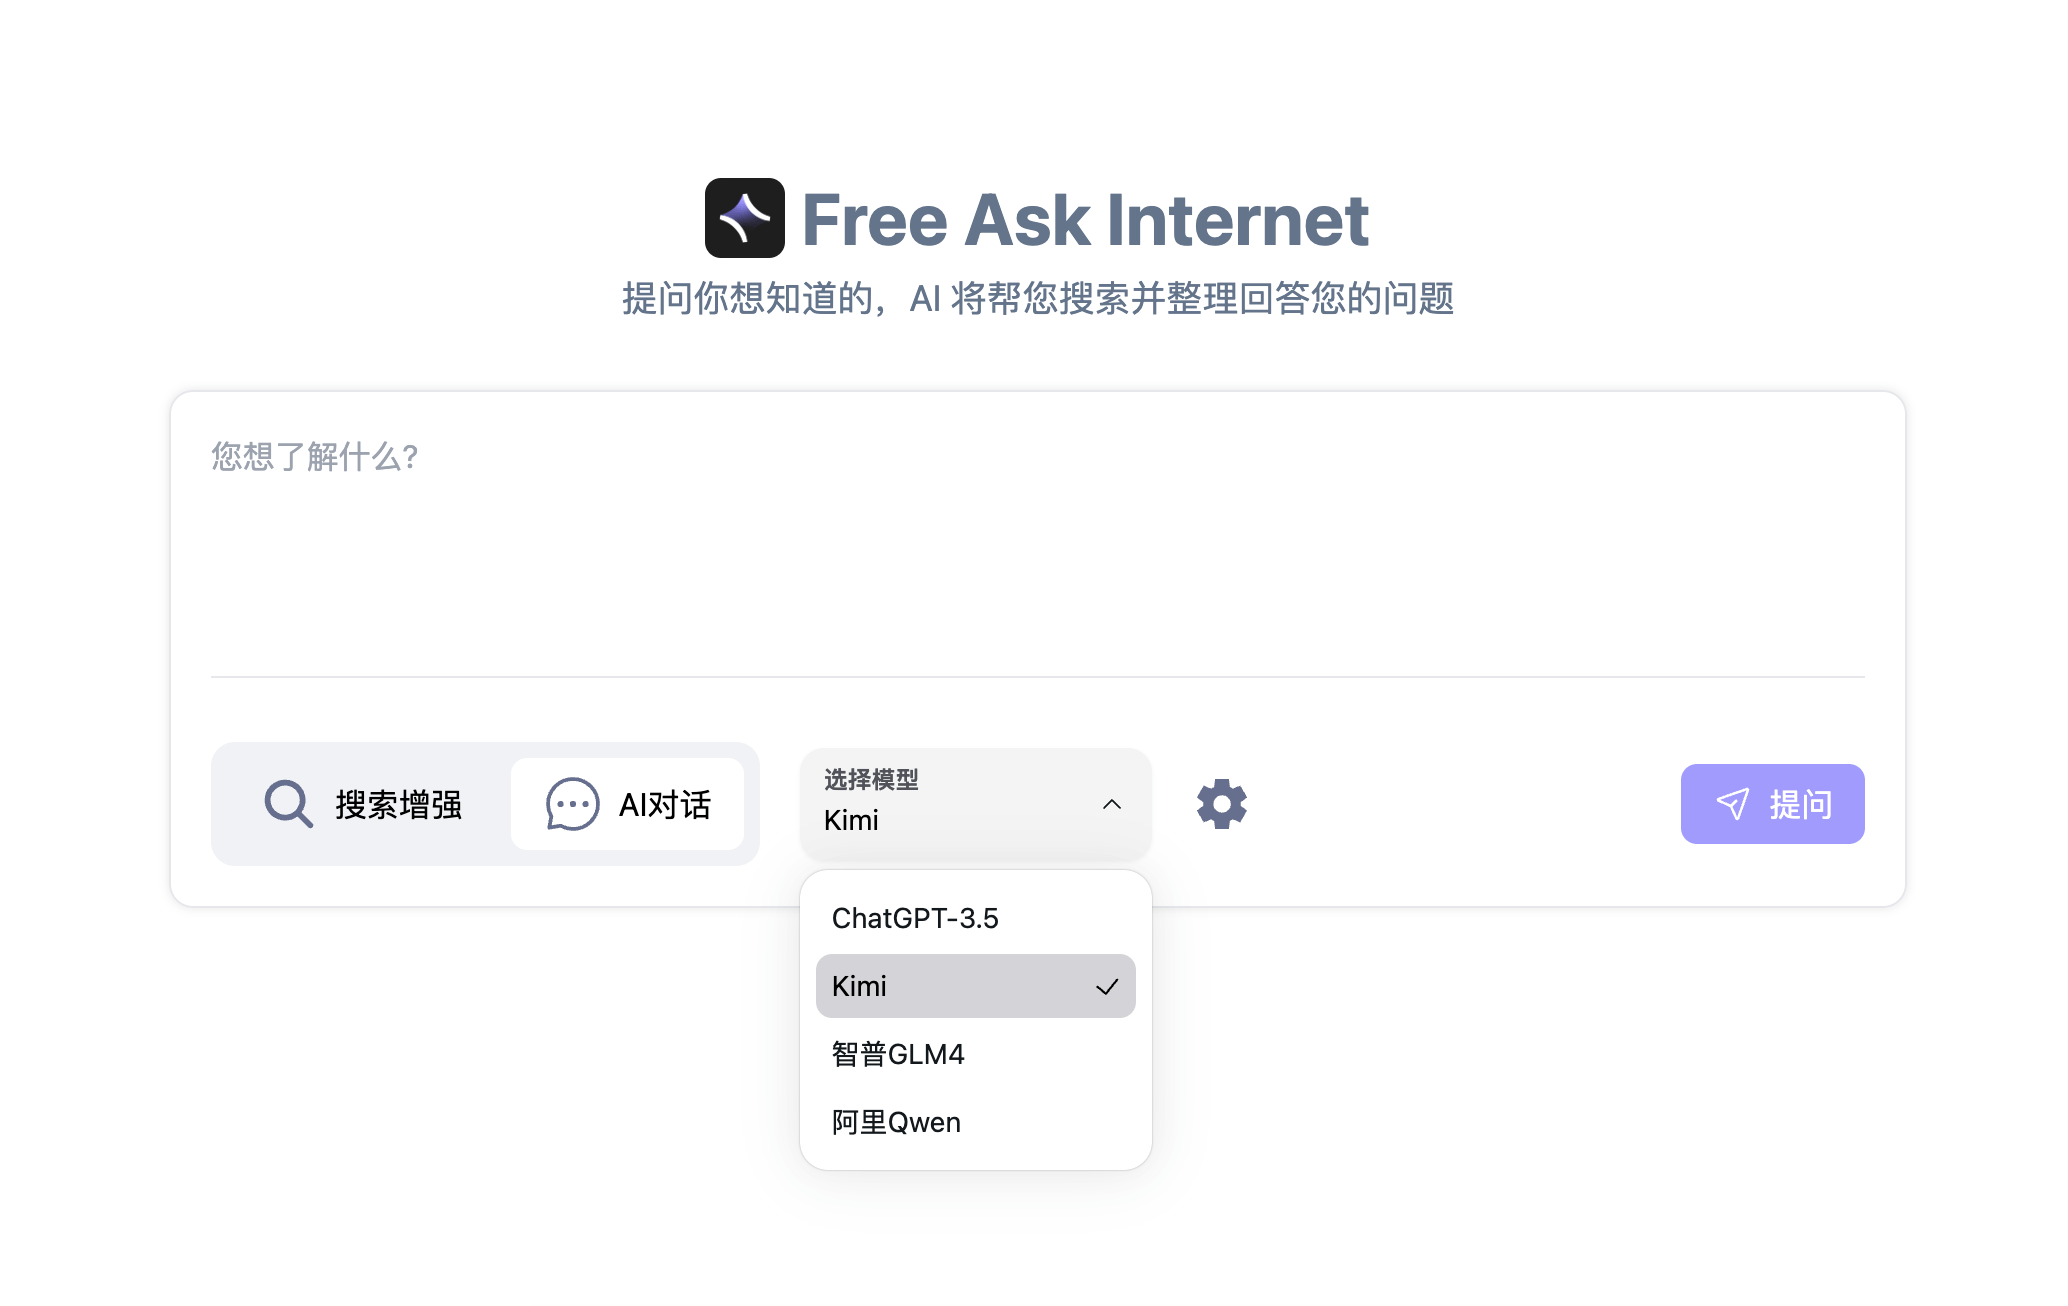 Free Ask Internet
提问你想知道的，AI 将帮您搜索并整理回答您的问题
您想了解什么?
搜索增强
AI对话
选择模型
Kimi
提问
ChatGPT-3.5
Kimi
智普GLM4
阿里Qwen